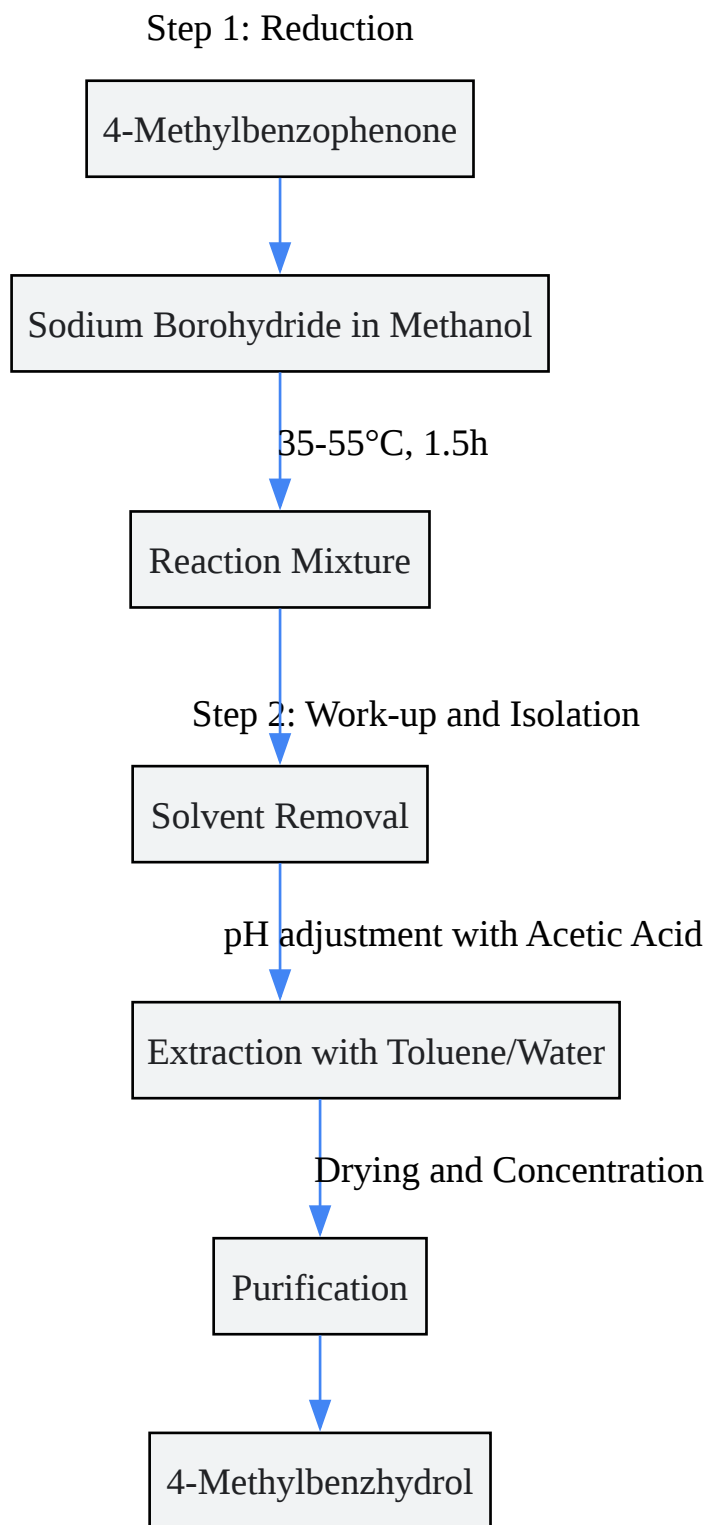 Step 1: Reduction
4-Methylbenzophenone
Sodium Borohydride in Methanol
35-55°C, 1.5h
Reaction Mixture
Step 2: Work-up and Isolation
Solvent Removal
pH adjustment with Acetic Acid
Extraction with Toluene/Water
Drying and Concentration
Purification
4-Methylbenzhydrol